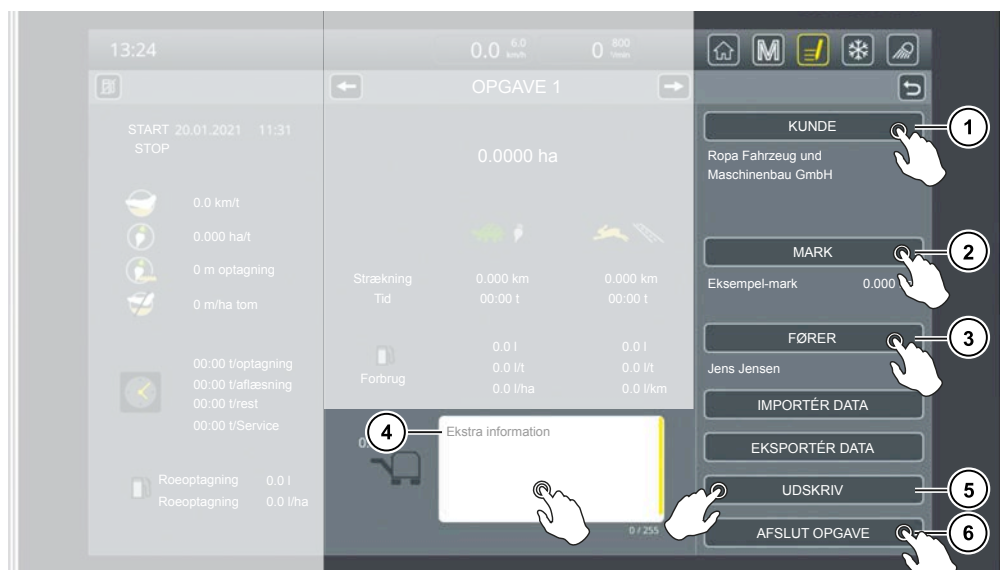 13:24
0.0 6.0 km/h
0 800 1/min
M
OPGAVE 1
START 20.01.2021 11:31
STOP
0.0 km/t
0.000 ha/t
0 m optagning
0 m/ha tom
00:00 t/optagning
00:00 t/aflæsning
00:00 t/rest
00:00 t/Service
Roeoptagning 0.0 l
Roeoptagning 0.0 l/ha
0.0000 ha
Strækning 0.000 km 0.000 km
Tid 00:00 t 00:00 t
0.0 l 0.0 l
0.0 l/t 0.0 l/t
Forbrug
0.0 l/ha 0.0 l/km
4
Ekstra information
0 / 255
KUNDE
1
Ropa Fahrzeug und
Maschinenbau GmbH
MARK
2
Eksempel-mark 0.000
FØRER
3
Jens Jensen
IMPORTÉR DATA
EKSPORTÉR DATA
UDSKRIV
5
AFSLUT OPGAVE
6